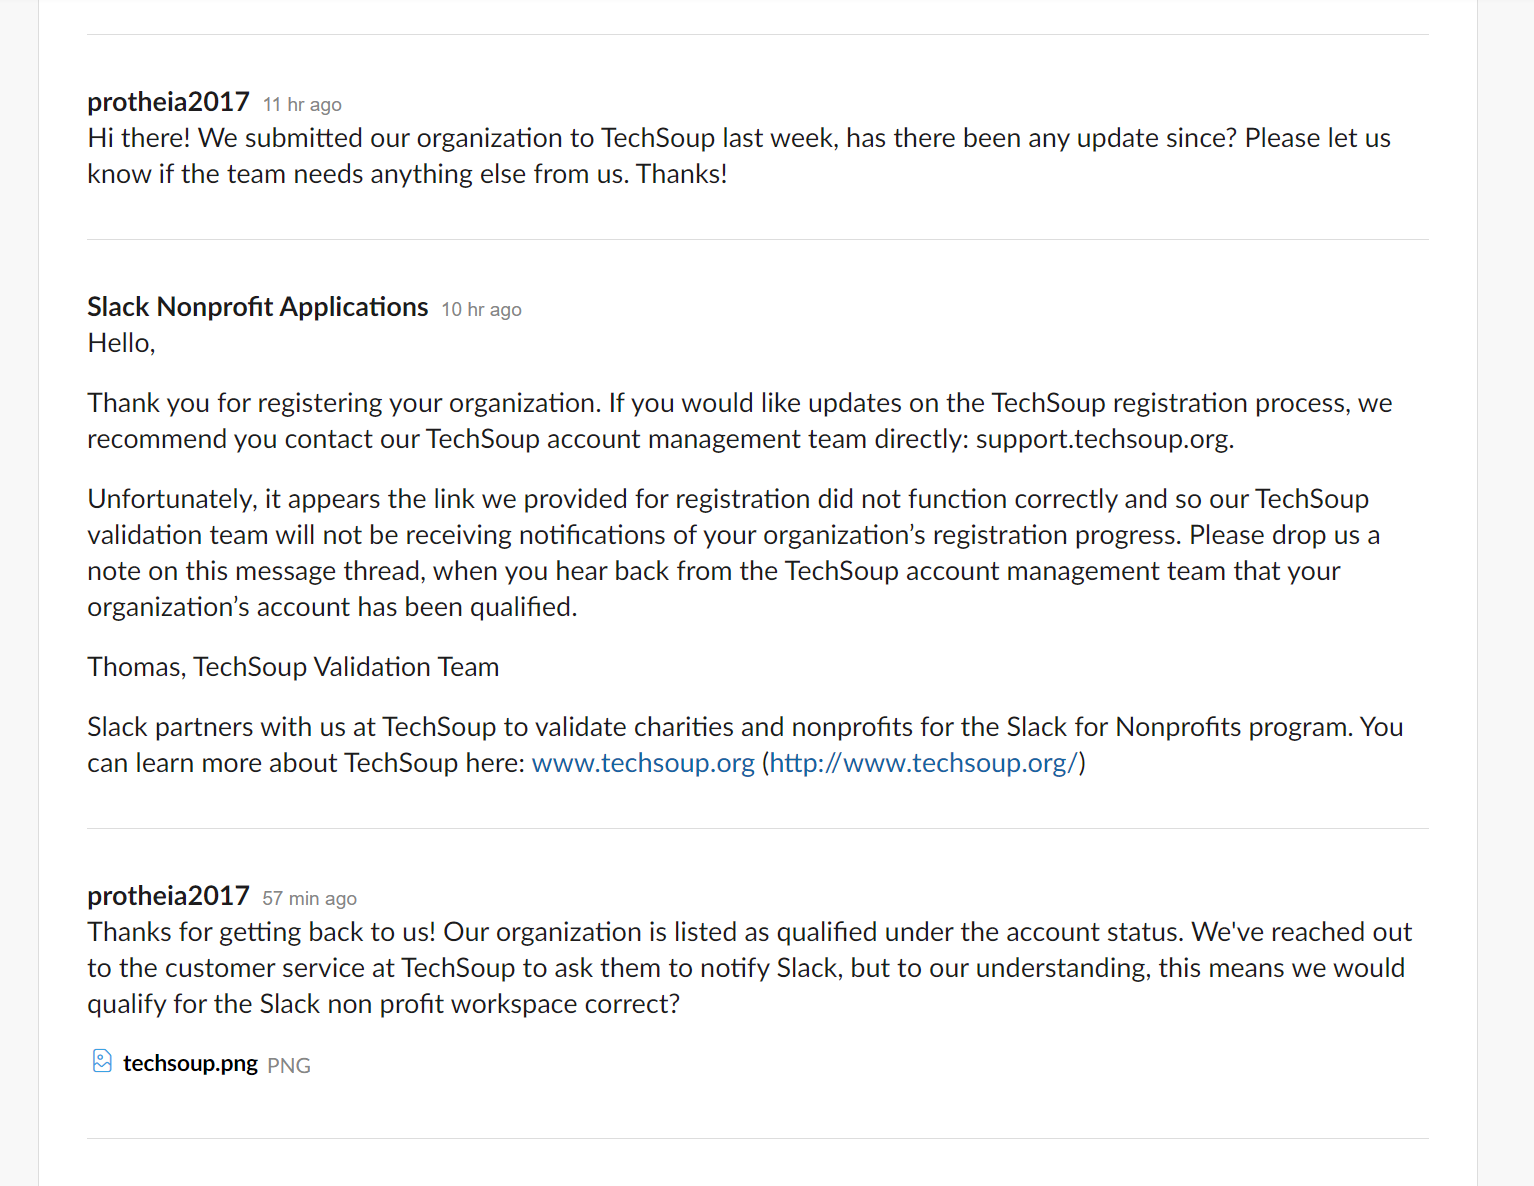 protheia2017 11 hr ago
Hi there! We submitted our organization to TechSoup last week, has there been any update since? Please let us
know if the team needs anything else from us. Thanks!
Slack Nonprofit Applications 10 hr ago
Hello,
Thank you for registering your organization. If you would like updates on the TechSoup registration process, we
recommend you contact our TechSoup account management team directly: support.techsoup.org.
Unfortunately, it appears the link we provided for registration did not function correctly and so our TechSoup
validation team will not be receiving notifications of your organization’s registration progress. Please drop us a
note on this message thread, when you hear back from the TechSoup account management team that your
organization’s account has been qualified.
Thomas, TechSoup Validation Team
Slack partners with us at TechSoup to validate charities and nonprofits for the Slack for Nonprofits program. You
can learn more about TechSoup here: www.techsoup.org (http://www.techsoup.org/)
protheia2017 57 min ago
Thanks for getting back to us! Our organization is listed as qualified under the account status. We've reached out
to the customer service at TechSoup to ask them to notify Slack, but to our understanding, this means we would
qualify for the Slack non profit workspace correct?
techsoup.png PNG